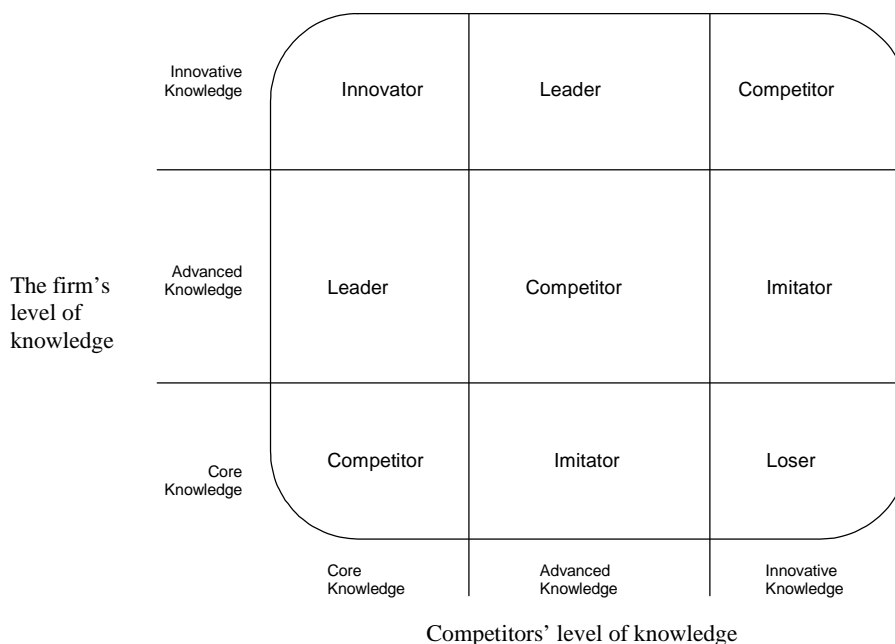 Innovative
Knowledge
Innovator
Leader
Competitor
The firm’s
level of
knowledge
Advanced
Knowledge
Leader
Competitor
Imitator
Core
Knowledge
Competitor
Imitator
Loser
Core
Knowledge
Advanced
Knowledge
Innovative
Knowledge
Competitors’ level of knowledge